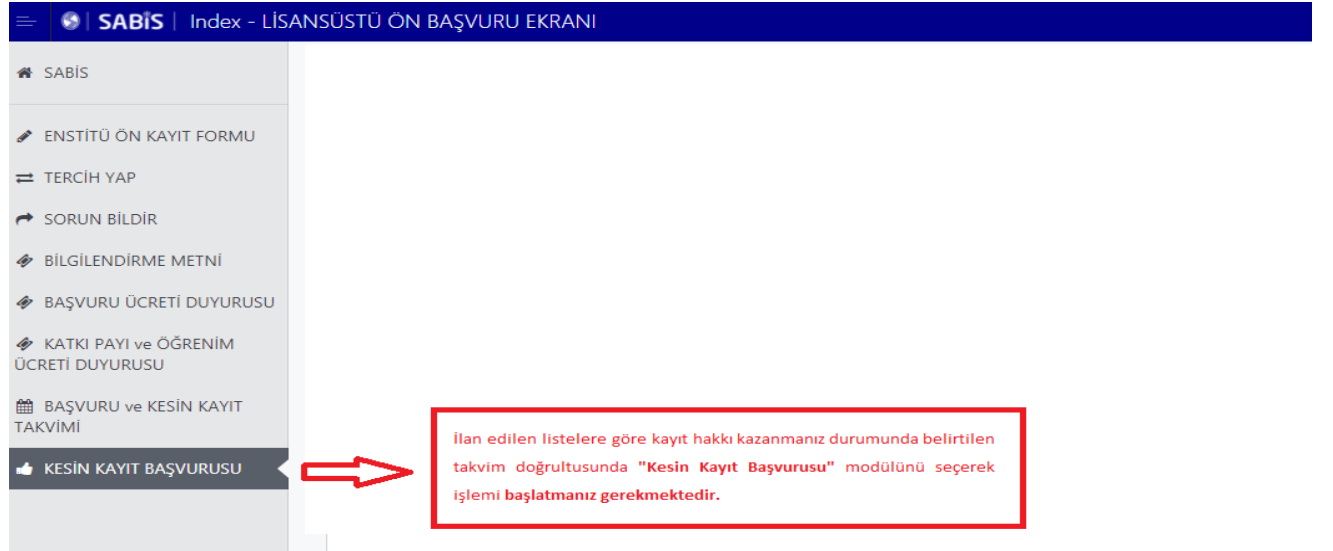 SABİS | Index - LİSANSÜSTÜ ÖN BAŞVURU EKRANI
SABİS
ENSTİTÜ ÖN KAYIT FORMU
TERCİH YAP
SORUN BİLDİR
BİLGİLENDİRME METNİ
BAŞVURU ÜCRETİ DUYURUSU
KATKI PAYI ve ÖĞRENİM
ÜCRETİ DUYURUSU
BAŞVURU ve KESİN KAYIT
TAKVİMİ
KESİN KAYIT BAŞVURUSU
İlan edilen listelere göre kayıt hakkı kazanmanız durumunda belirtilen
takvim doğrultusunda "Kesin Kayıt Başvurusu" modülünü seçerek
işlemi başlatmanız gerekmektedir.